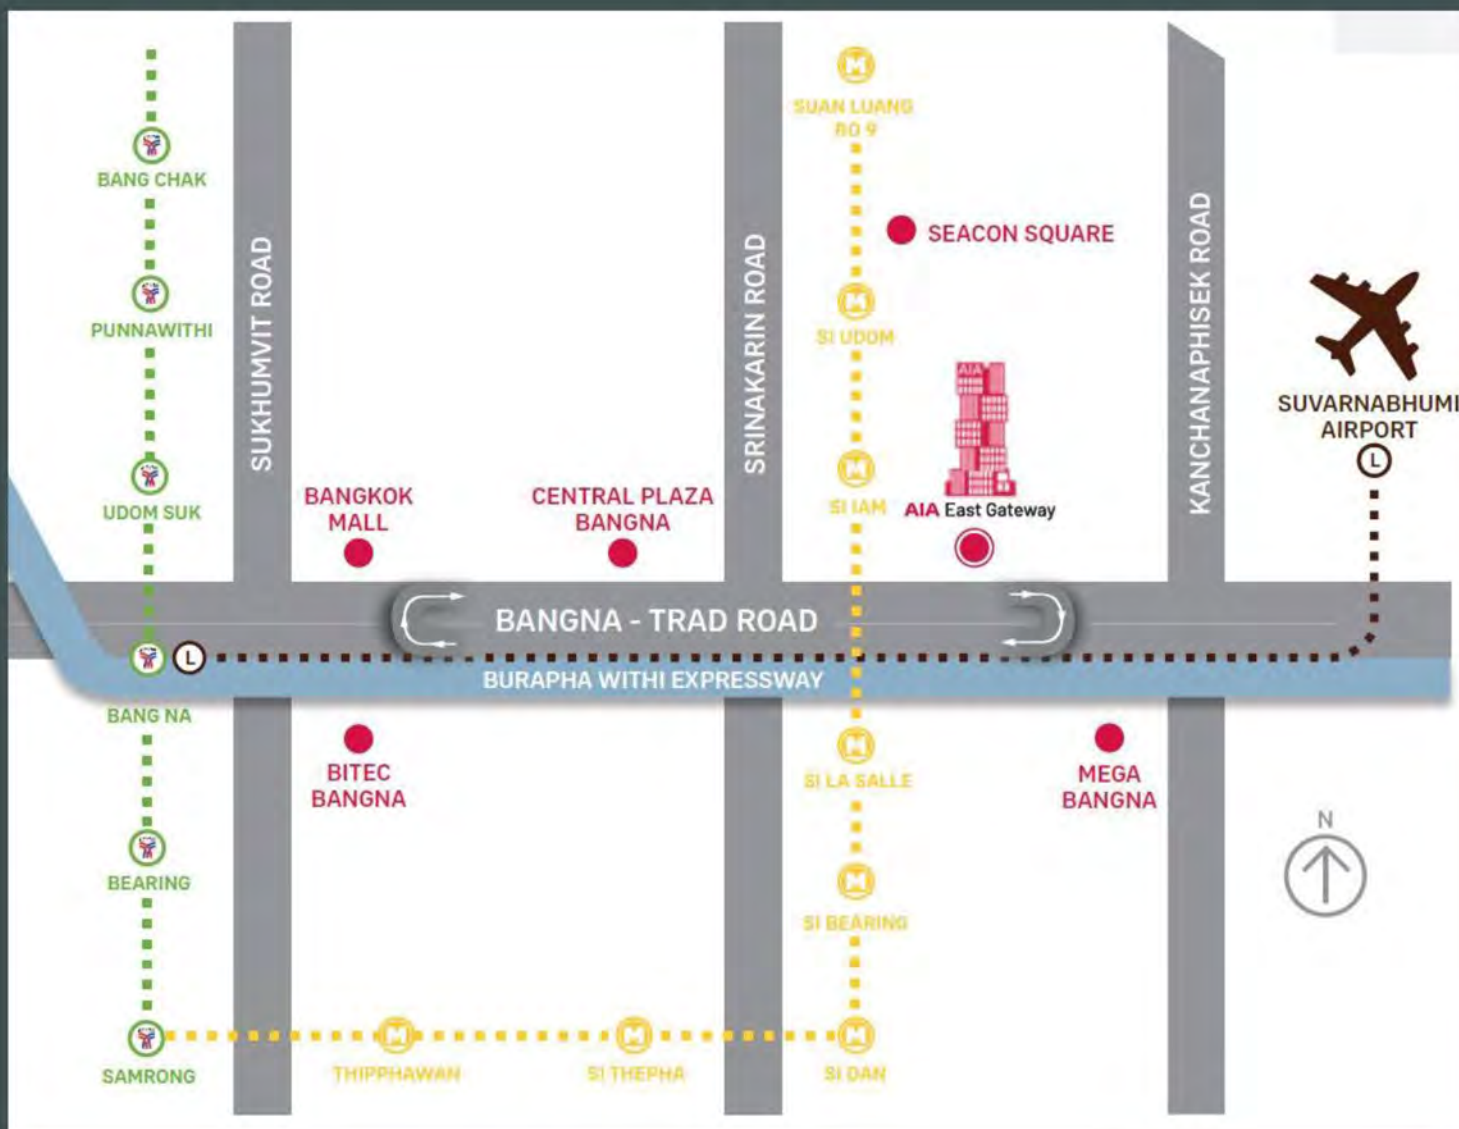 SUAN LUANG
RO 9
BANG CHAK
SEACON SQUARE
PUNNAWITHI
SI UDOM
SUKHUMVIT ROAD
SRINAKARIN ROAD
KANCHANAPHISEK ROAD
AIA
SUVARNABHUMI
AIRPORT
L
UDOM SUK
BANGKOK
MALL
CENTRAL PLAZA
BANGNA
SI IAM
AIA East Gateway
BANGNA - TRAD ROAD
L
BURAPHA WITHI EXPRESSWAY
BANG NA
BITEC
BANGNA
SI LA SALLE
MEGA
BANGNA
N
BEARING
SI BEARING
SAMRONG
THIPPHAWAN
SI THEPHA
SI DAN